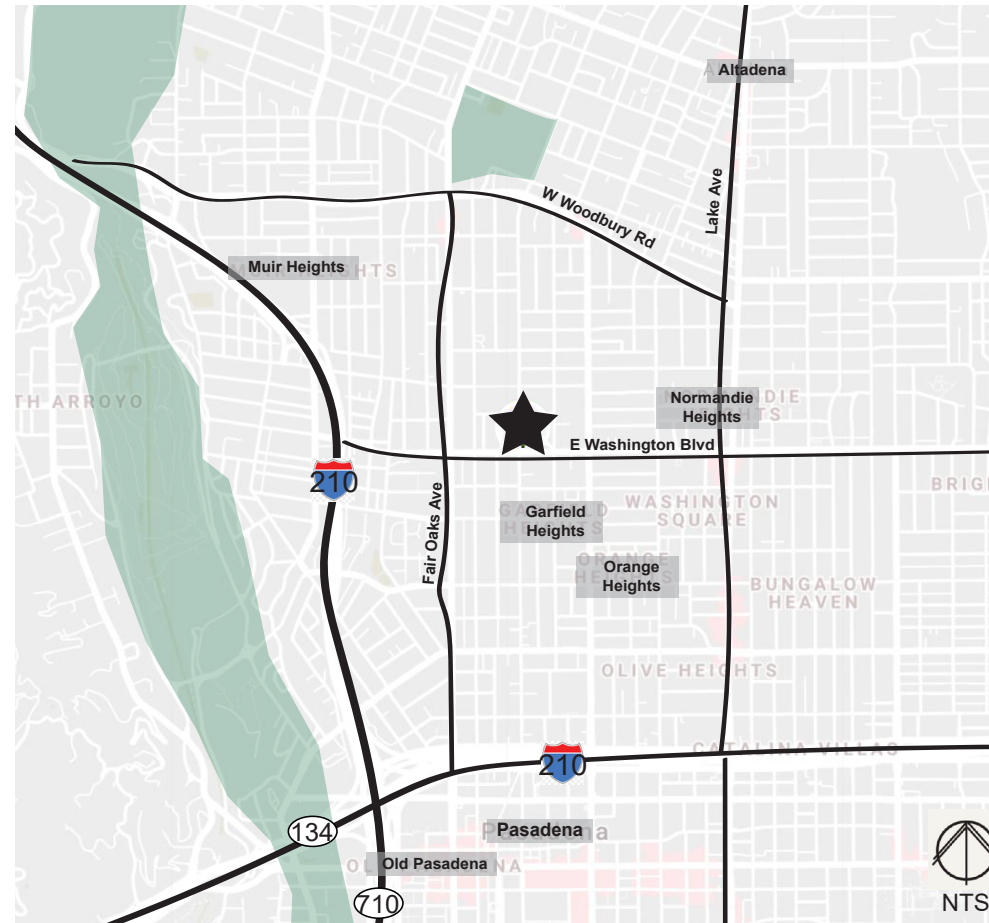 Altadena
Lake Ave
W Woodbury Rd
Muir Heights
TH ARROYO
Normandie
Heights
E Washington Blvd
210
BRIG
WASHINGTON
SQUARE
Garfield
Heights
Fair Oaks Ave
Orange
Heights
BUNGALOW
HEAVEN
OLIVE HEIGHTS
CATALINA VILLAS
210
134
Pasadena
Old Pasadena
710
NTS